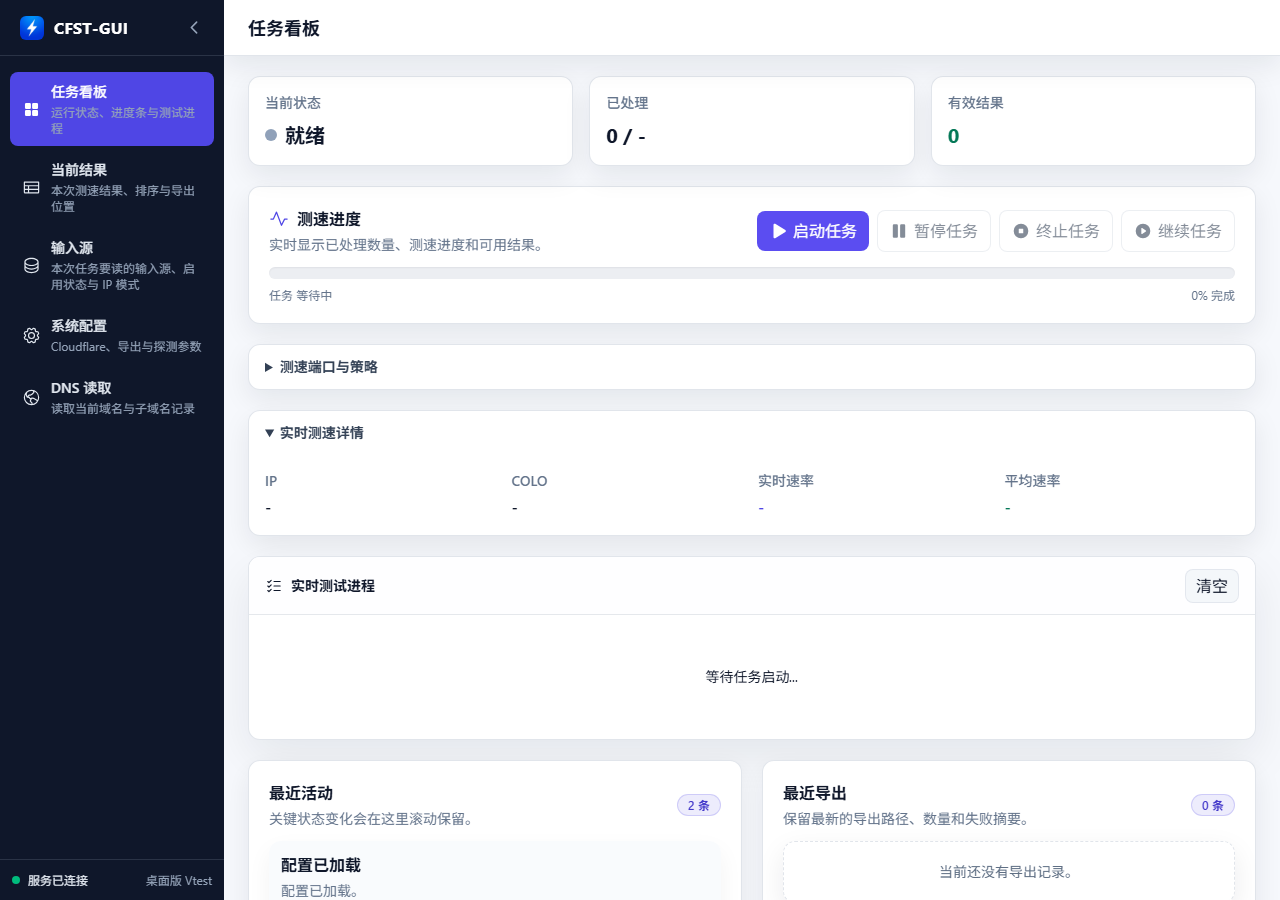 CFST-GUI
任务看板
运行状态、进度条与测试进
程
当前结果
本次测速结果、排序与导出
位置
输入源
本次任务要读的输入源、启
用状态与 IP 模式
系统配置
Cloudflare、导出与探测参数
DNS 读取
读取当前域名与子域名记录
服务已连接
桌面版 Vtest
任务看板
当前状态
就绪
已处理
0 / -
有效结果
0
测速进度
实时显示已处理数量、测速进度和可用结果。
启动任务
暂停任务
终止任务
继续任务
任务 等待中
0% 完成
测速端口与策略
实时测速详情
IP
COLO
实时速率
平均速率
-
-
-
-
实时测试进程
清空
等待任务启动...
最近活动
关键状态变化会在这里滚动保留。
2 条
配置已加载
配置已加载。
最近导出
保留最新的导出路径、数量和失败摘要。
0 条
当前还没有导出记录。